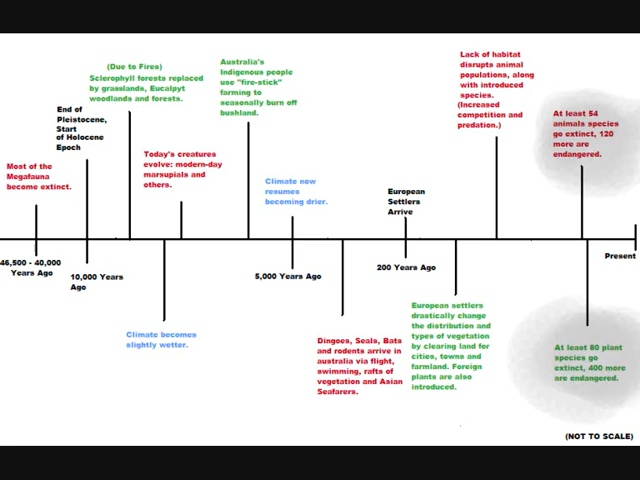 (Due to Fires)
Sclerophyll forests replaced
by grasslands, Eucalpyt
woodlands and forests.
Australia's
Indigenous people
use "fire-stick"
farming to
seasonally burn off
bushland.
Lack of habitat
disrupts animal
populations, along
with introduced
species.
(Increased
competition and
predation.)
End of
Pleistocene,
Start
of Holocene
Epoch
At least 54
animals species
go extinct, 120
more are
endangered.
Most of the
Megafauna
become extinct.
Today's creatures
evolve: modern-day
marsupials and
others.
Climate now
resumes
becoming drier.
European
Settlers
Arrive
46,500 - 40,000
Years Ago
10,000 Years
Ago
5,000 Years Ago
200 Years Ago
Present
Climate becomes
slightly wetter.
Dingoes, Seals, Bats
and rodents arrive in
australia via flight,
swimming, rafts of
vegetation and Asian
Seafarers.
European settlers
drastically change
the distribution and
types of vegetation
by clearing land for
cities, towns and
farmland. Foreign
plants are also
introduced.
At least 80 plant
species go
extinct, 400 more
are endangered.
(NOT TO SCALE)